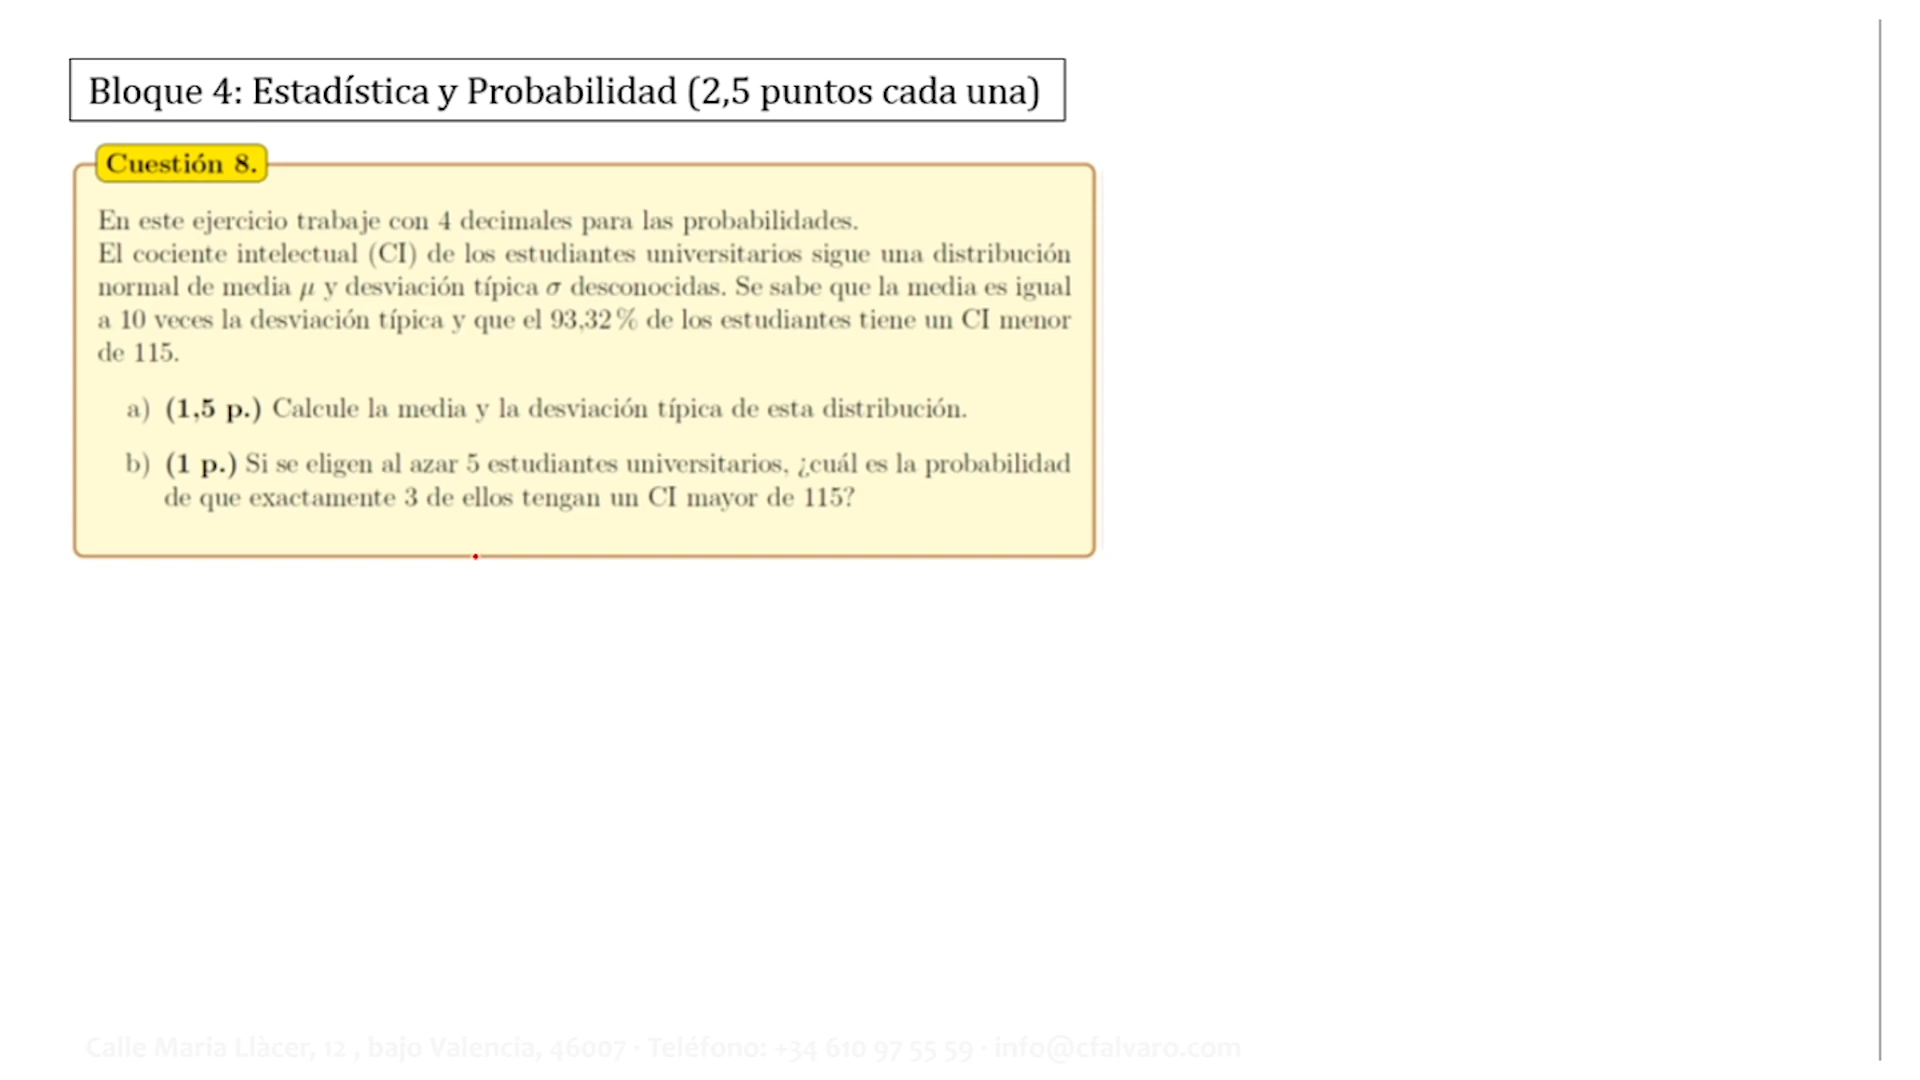 Bloque 4: Estadística y Probabilidad (2,5 puntos cada una)
Cuestión 8.
En este ejercicio trabaje con 4 decimales para las probabilidades.
El cociente intelectual (CI) de los estudiantes universitarios sigue una distribución
normal de media μ y desviación típica σ desconocidas. Se sabe que la media es igual
a 10 veces la desviación típica y que el 93,32 % de los estudiantes tiene un CI menor
de 115.
a) (1,5 p.) Calcule la media y la desviación típica de esta distribución.
b) (1 p.) Si se eligen al azar 5 estudiantes universitarios, ¿cuál es la probabilidad
de que exactamente 3 de ellos tengan un CI mayor de 115?
Calle Maria Llàcer, 12 , bajo Valencia, 46007 · Teléfono: +34 610 97 55 59 · info@cfalvaro.com